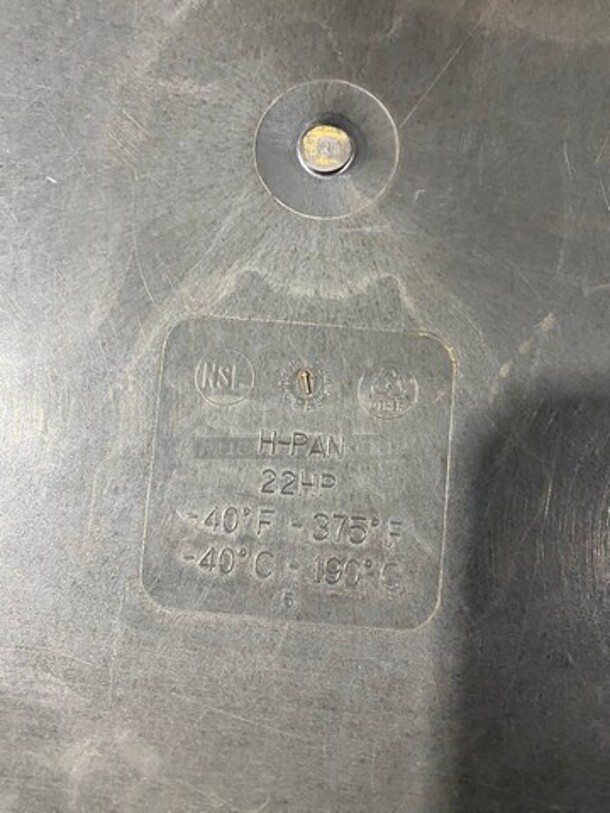 NSF
H-PAN
22HP
-40°F - 375°F
-40°C - 190°C